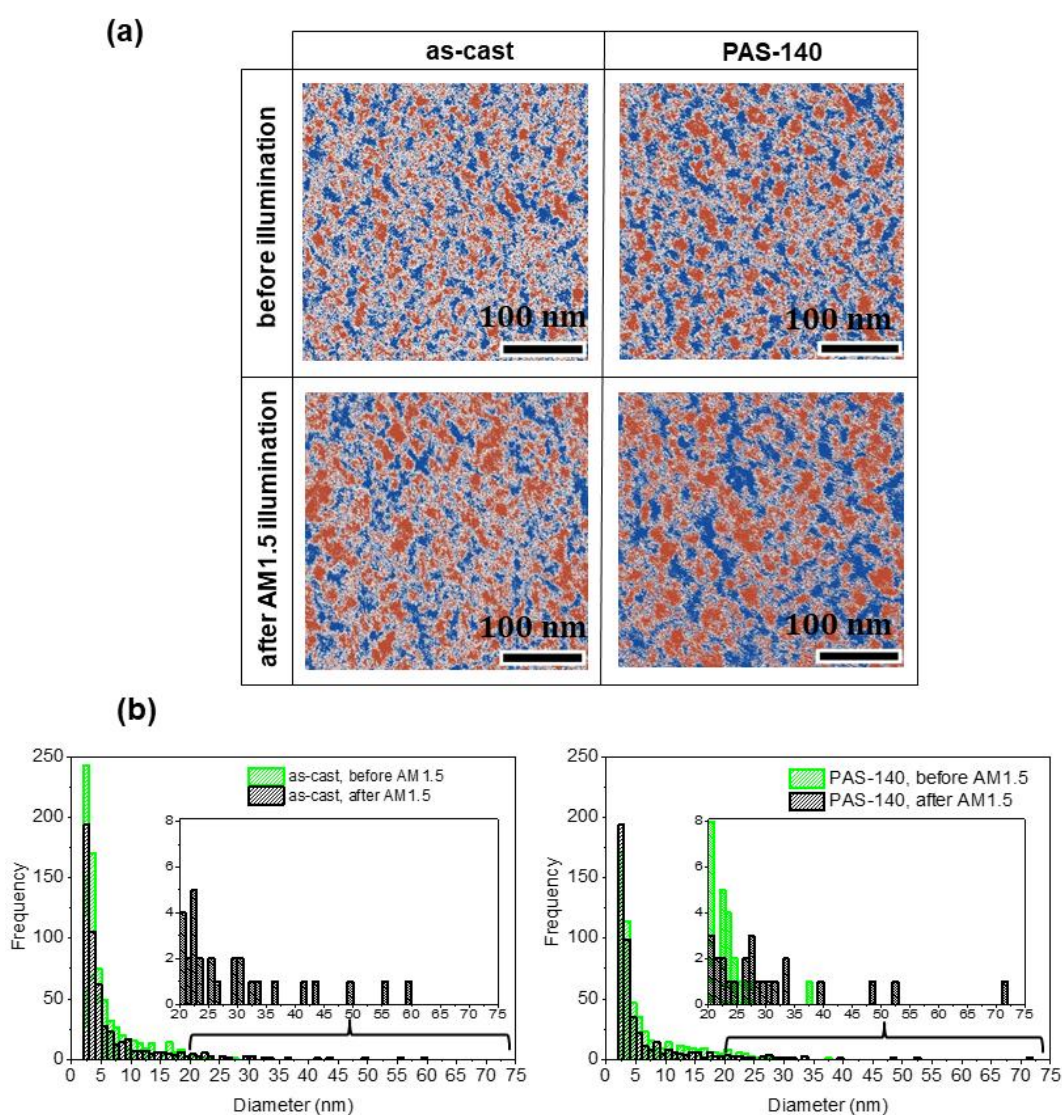 (a)
as-cast PAS-140
before illumination
100 nm 100 nm
after AM1.5 illumination
100 nm 100 nm
(b)
250
200
150
100
50
0
Frequency
as-cast, before AM1.5
as-cast, after AM1.5
8
6
4
2
0
20 25 30 35 40 45 50 55 60 65 70 75
0 5 10 15 20 25 30 35 40 45 50 55 60 65 70 75
Diameter (nm)
250
200
150
100
50
0
Frequency
PAS-140, before AM1.5
PAS-140, after AM1.5
8
6
4
2
0
20 25 30 35 40 45 50 55 60 65 70 75
0 5 10 15 20 25 30 35 40 45 50 55 60 65 70 75
Diameter (nm)